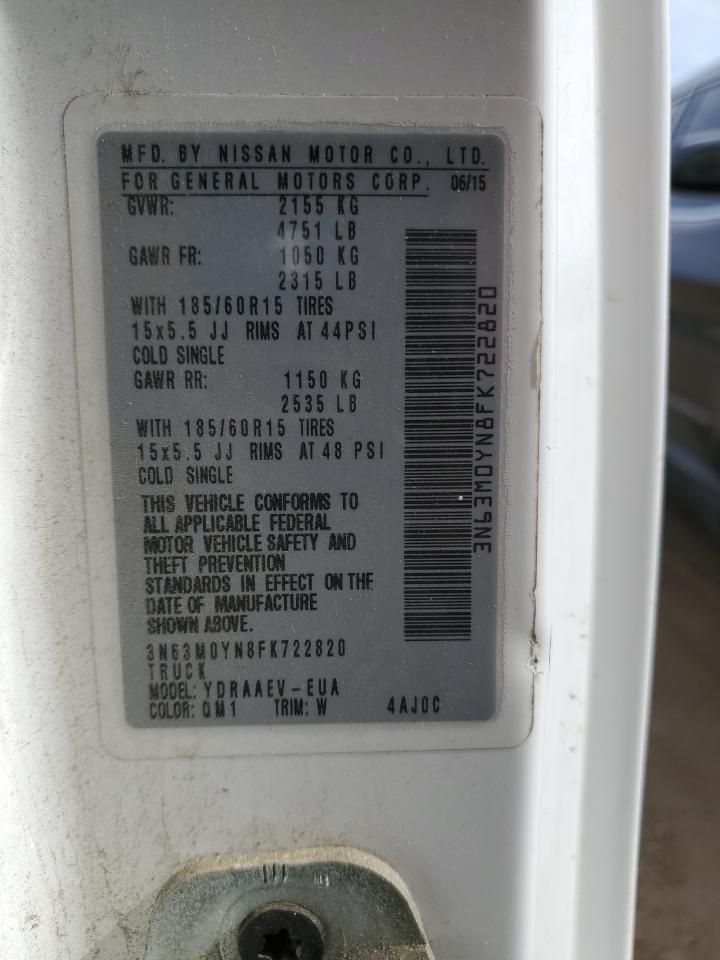 MFD. BY NISSAN MOTOR CO., LTD.
FOR GENERAL MOTORS CORP. 06/15
GVWR: 2155 KG
4751 LB
GAWR FR: 1050 KG
2315 LB
WITH 185/60R15 TIRES
15x5.5 JJ RIMS AT 44PSI
COLD SINGLE
GAWR RR: 1150 KG
2535 LB
WITH 185/60R15 TIRES
15x5.5 JJ RIMS AT 48 PSI
COLD SINGLE
THIS VEHICLE CONFORMS TO
ALL APPLICABLE FEDERAL
MOTOR VEHICLE SAFETY AND
THEFT PREVENTION
STANDARDS IN EFFECT ON THE
DATE OF MANUFACTURE
SHOWN ABOVE.
3N63M0YN8FK722820
TRUCK
MODEL: YDRAAEV-EUA
COLOR: QM1 TRIM: W 4AJ0C
3N63M0YN8FK722820